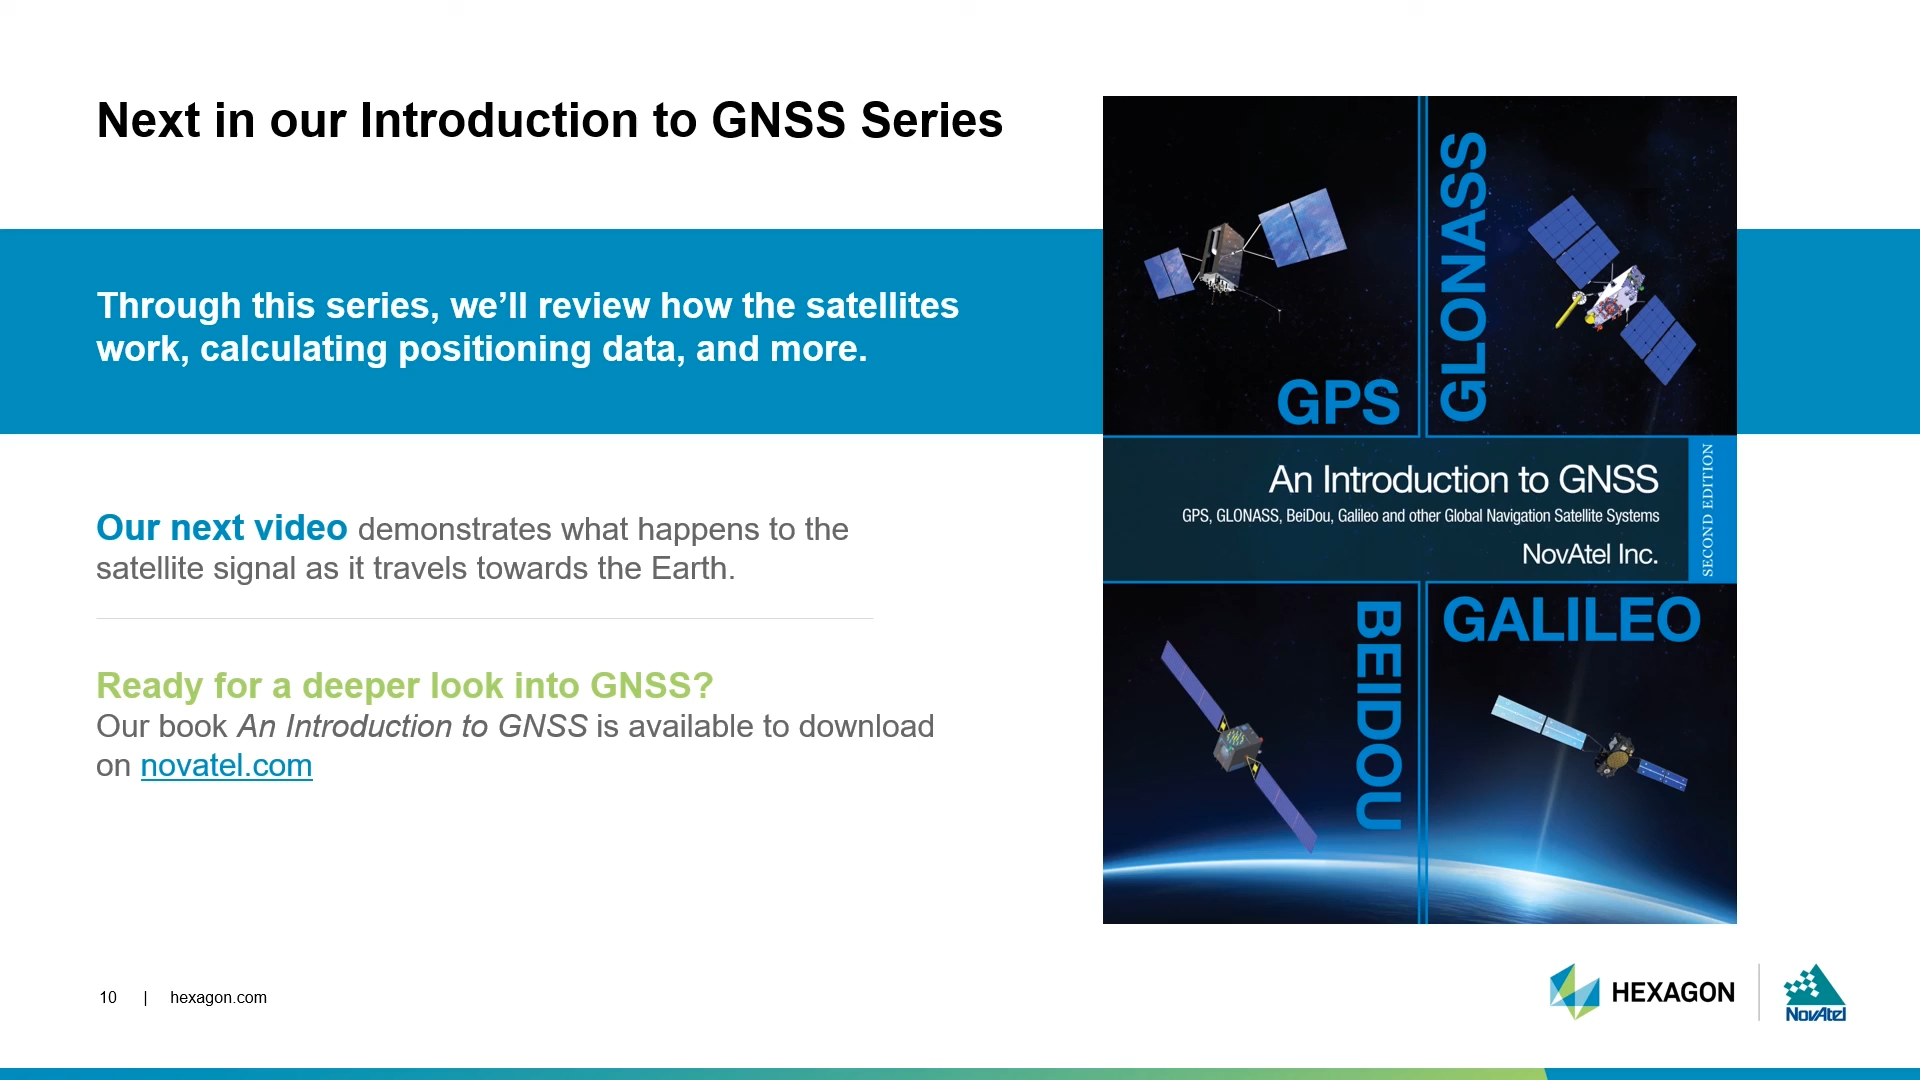 Next in our Introduction to GNSS Series
Through this series, we’ll review how the satellites
work, calculating positioning data, and more.
Our next video demonstrates what happens to the
satellite signal as it travels towards the Earth.
Ready for a deeper look into GNSS?
Our book An Introduction to GNSS is available to download
on novatel.com
GPS
GLONASS
An Introduction to GNSS
GPS, GLONASS, BeiDou, Galileo and other Global Navigation Satellite Systems
NovAtel Inc.
SECOND EDITION
BEIDOU
GALILEO
10 | hexagon.com
HEXAGON
NovAtel